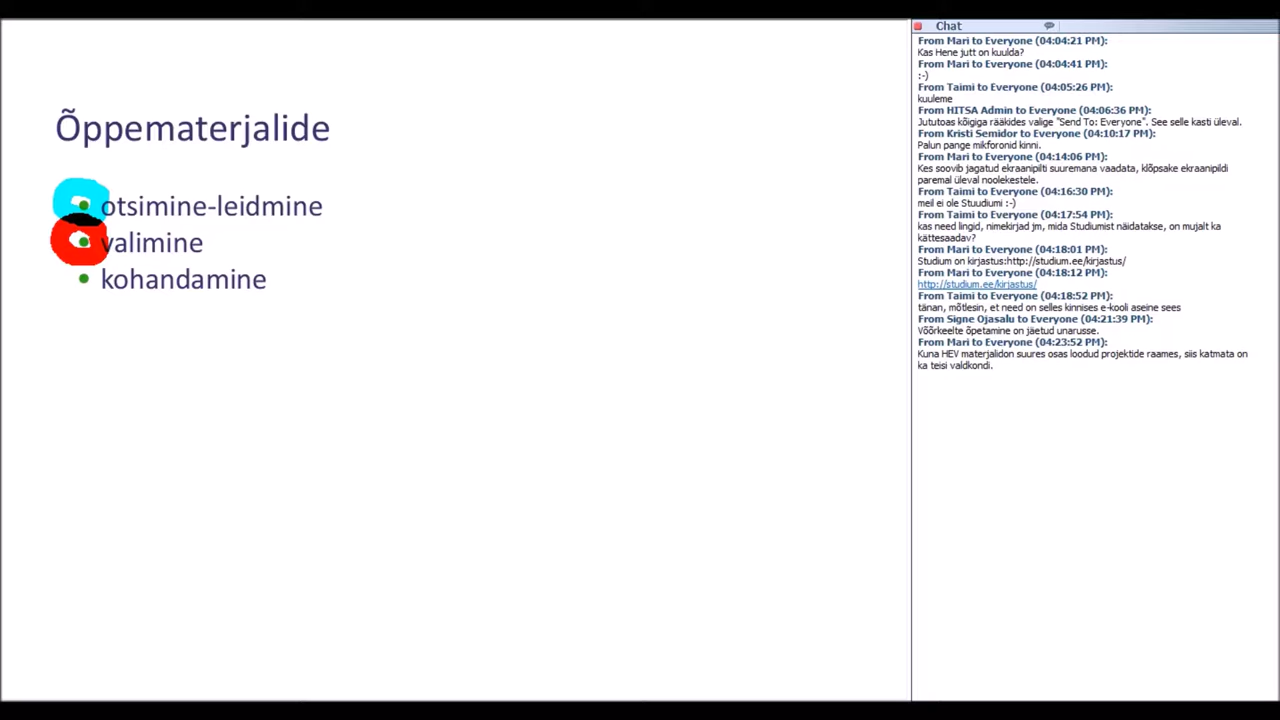 Õppematerjalide
otsimine-leidmine
valimine
kohandamine
Chat
From Mari to Everyone (04:04:21 PM):
Kas Hene jutt on kuulda?
From Mari to Everyone (04:04:41 PM):
:-)
From Taimi to Everyone (04:05:26 PM):
kuuleme
From HITSA Admin to Everyone (04:06:36 PM):
Jututoas kõigiga rääkides valige "Send To: Everyone". See selle kasti üleval.
From Kristi Semidor to Everyone (04:10:17 PM):
Palun pange mikforonid kinni.
From Mari to Everyone (04:14:06 PM):
Kes soovib jagatud ekraanipilti suuremana vaadata, klõpsake ekraanipildi
paremal üleval noolekestele.
From Taimi to Everyone (04:16:30 PM):
meil ei ole Stuudiumi :-)
From Taimi to Everyone (04:17:54 PM):
kas need lingid, nimekirjad jm, mida Studiumist näidatakse, on mujalt ka
kättesaadav?
From Mari to Everyone (04:18:01 PM):
Studium on kirjastus:http://studium.ee/kirjastus/
From Mari to Everyone (04:18:12 PM):
http://studium.ee/kirjastus/
From Taimi to Everyone (04:18:52 PM):
tänan, mõtlesin, et need on selles kinnises e-kooli aseine sees
From Signe Ojasalu to Everyone (04:21:39 PM):
Võõrkeelte õpetamine on jäetud unarusse.
From Mari to Everyone (04:23:52 PM):
Kuna HEV materjalidon suures osas loodud projektide raames, siis katmata on
ka teisi valdkondi.